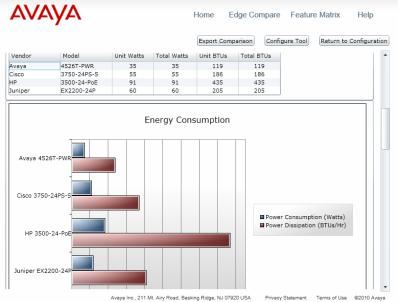 AVAYA
Home Edge Compare Feature Matrix Help
Export Comparison Configure Tool Return to Configuration
Vendor Model Unit Watts Total Watts Unit BTUs Total BTUs
Avaya 4526T-PWR 35 35 119 119
Cisco 3750-24PS-S 55 55 186 186
HP 3500-24-PoE 91 91 435 435
Juniper EX2200-24P 60 60 205 205
Energy Consumption
Avaya 4526T-PWR
Cisco 3750-24PS-S
HP 3500-24-PoE
Juniper EX2200-24P
Power Consumption (Watts)
Power Dissipation (BTUs/Hr)
Avaya Inc., 211 Mt. Airy Road, Basking Ridge, NJ 07920 USA Privacy Statement Terms of Use ©2010 Avaya